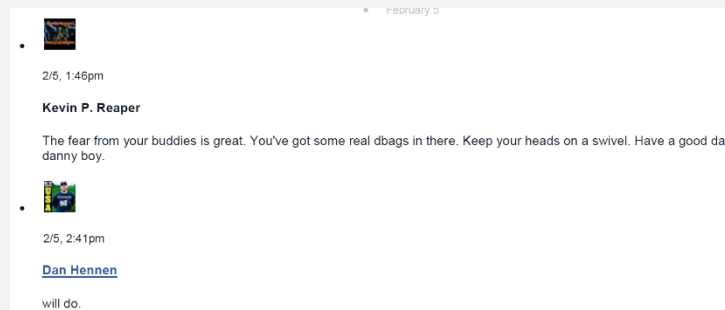 February 5
2/5, 1:46pm
Kevin P. Reaper
The fear from your buddies is great. You've got some real dbags in there. Keep your heads on a swivel. Have a good da
danny boy.
USA
2/5, 2:41pm
Dan Hennen
will do.